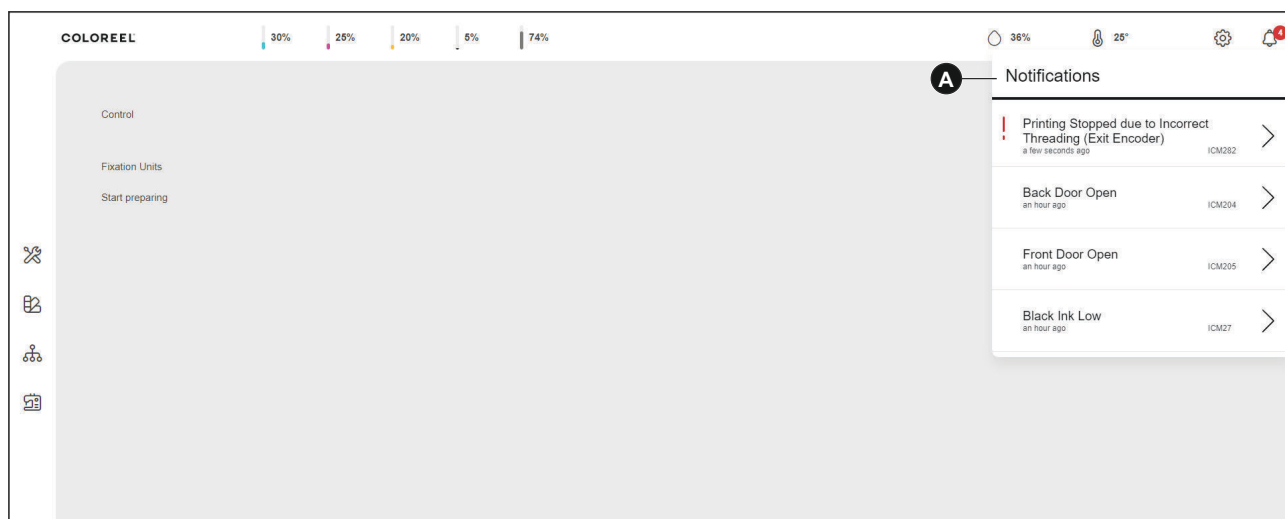 COLOREEL 30% 25% 20% 5% 74% 36% 25° 4
A Notifications
Control
Printing Stopped due to Incorrect
Threading (Exit Encoder)
a few seconds ago ICM282
Fixation Units
Start preparing
Back Door Open
an hour ago ICM204
Front Door Open
an hour ago ICM205
Black Ink Low
an hour ago ICM27